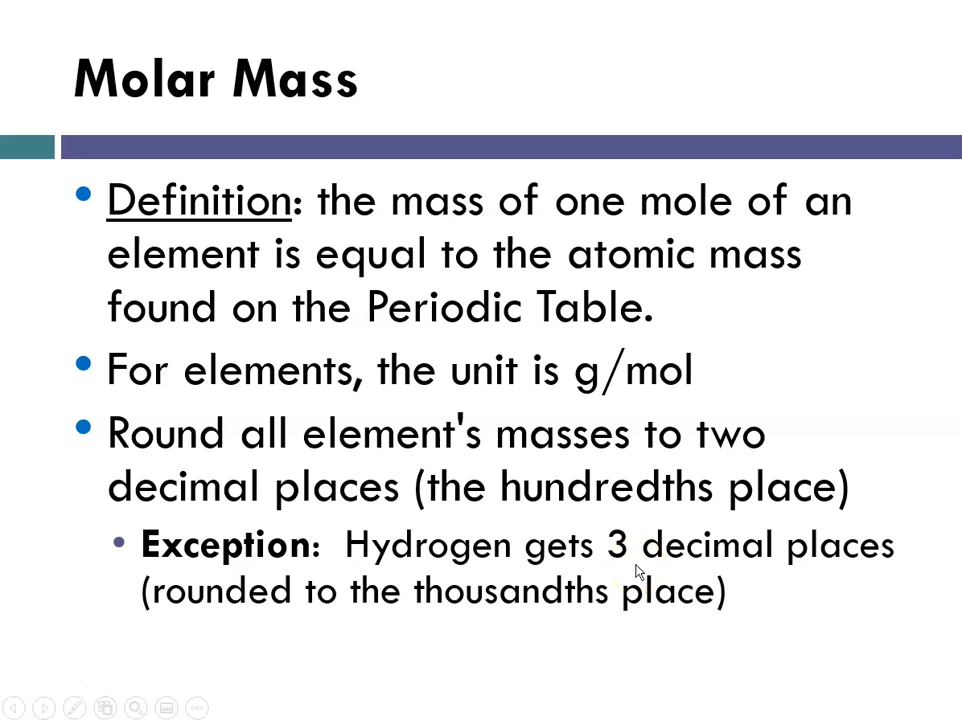 Molar Mass
• Definition: the mass of one mole of an
element is equal to the atomic mass
found on the Periodic Table.
• For elements, the unit is g/mol
• Round all element's masses to two
decimal places (the hundredths place)
• Exception: Hydrogen gets 3 decimal places
(rounded to the thousandths place)